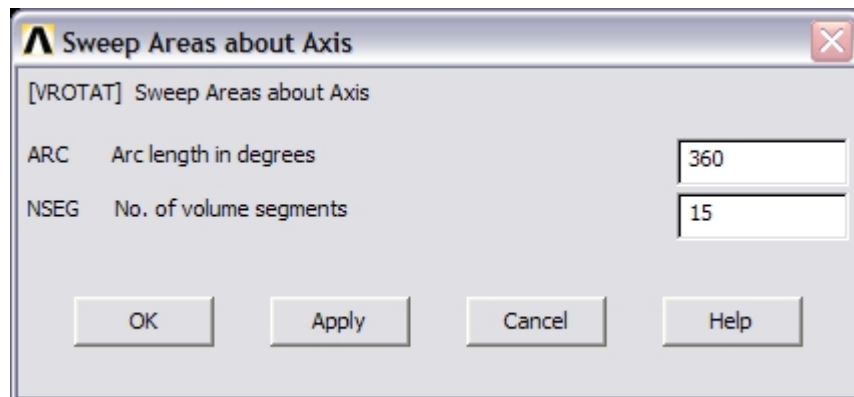 Sweep Areas about Axis
[VROTAT] Sweep Areas about Axis
ARC Arc length in degrees 360
NSEG No. of volume segments 15
OK Apply Cancel Help